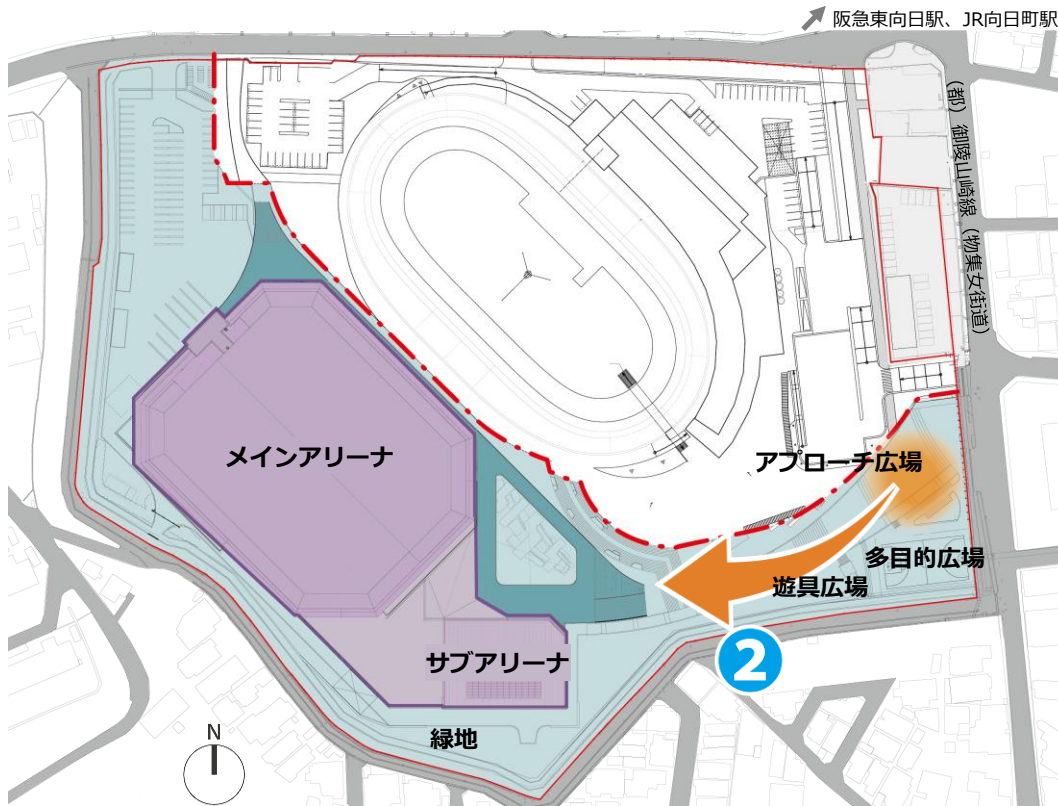 阪急東向日駅、JR向日町駅
(都)御陵山崎線(物集女街道)
メインアリーナ
アプローチ広場
多目的広場
遊具広場
2
サブアリーナ
緑地
N